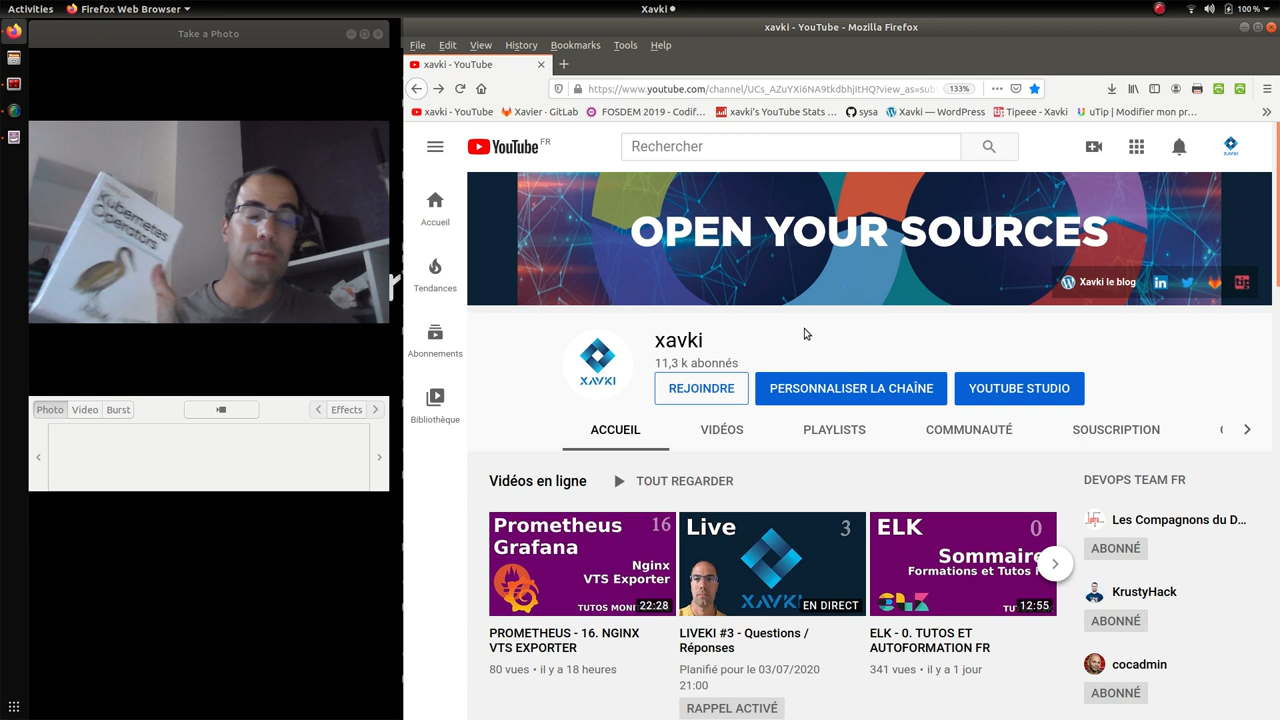 Activities
Firefox Web Browser
Xavki
100 %
Take a Photo
xavki - YouTube - Mozilla Firefox
File Edit View History Bookmarks Tools Help
xavki - YouTube
https://www.youtube.com/channel/UCs_AZuYXi6NA9tkdbhjItHQ?view_as=sub
133%
xavki - YouTube
Xavier - GitLab
FOSDEM 2019 - Codif…
xavki's YouTube Stats …
sysa
Xavki — WordPress
Tipeee - Xavki
uTip | Modifier mon pr…
YouTube FR
Rechercher
XAVKI
Kubernetes
Operators
Accueil
Tendances
Abonnements
Bibliothèque
OPEN YOUR SOURCES
Xavki le blog
XAVKI
xavki
11,3 k abonnés
REJOINDRE
PERSONNALISER LA CHAÎNE
YOUTUBE STUDIO
Photo Video Burst
Effects
ACCUEIL
VIDÉOS
PLAYLISTS
COMMUNAUTÉ
SOUSCRIPTION
Vidéos en ligne
TOUT REGARDER
DEVOPS TEAM FR
Prometheus 16
Grafana
Nginx
VTS Exporter
TUTOS MONI
22:28
Live 3
XAVKI
EN DIRECT
ELK 0
Sommaire
Formations et Tutos
12:55
PROMETHEUS - 16. NGINX
VTS EXPORTER
80 vues • il y a 18 heures
LIVEKI #3 - Questions /
Réponses
Planifié pour le 03/07/2020
21:00
RAPPEL ACTIVÉ
ELK - 0. TUTOS ET
AUTOFORMATION FR
341 vues • il y a 1 jour
Les Compagnons du D…
ABONNÉ
KrustyHack
ABONNÉ
cocadmin
ABONNÉ